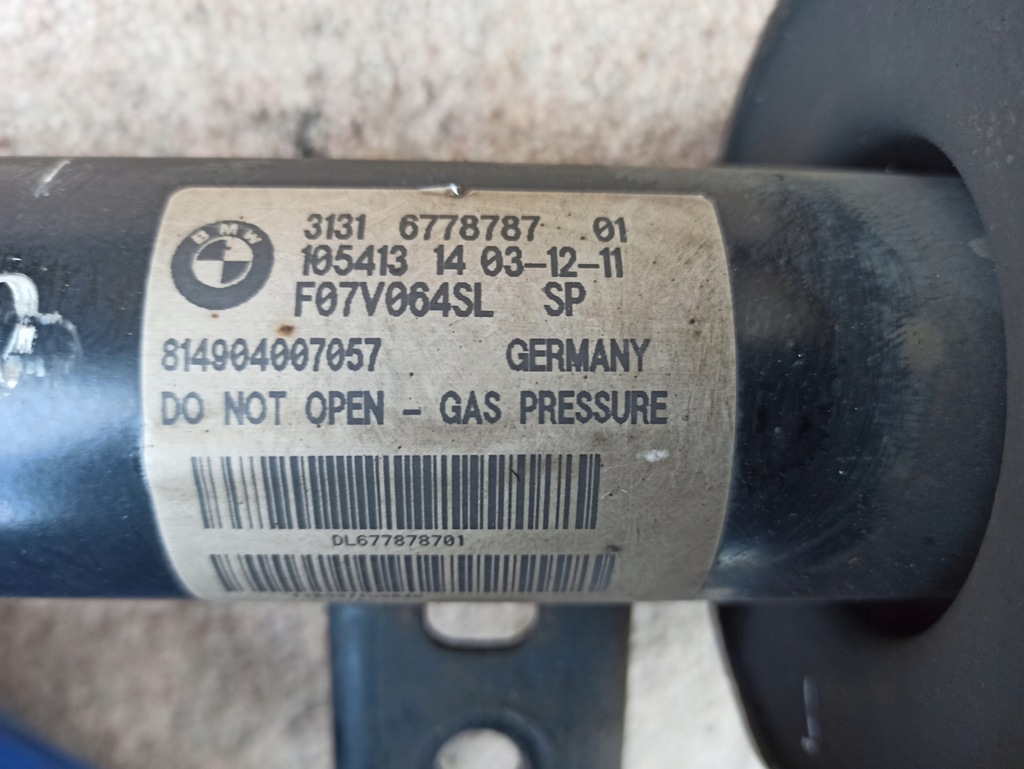 BMW
3131 6778787 01
105413 14 03-12-11
F07V064SL SP
814904007057 GERMANY
DO NOT OPEN - GAS PRESSURE
DL677878701